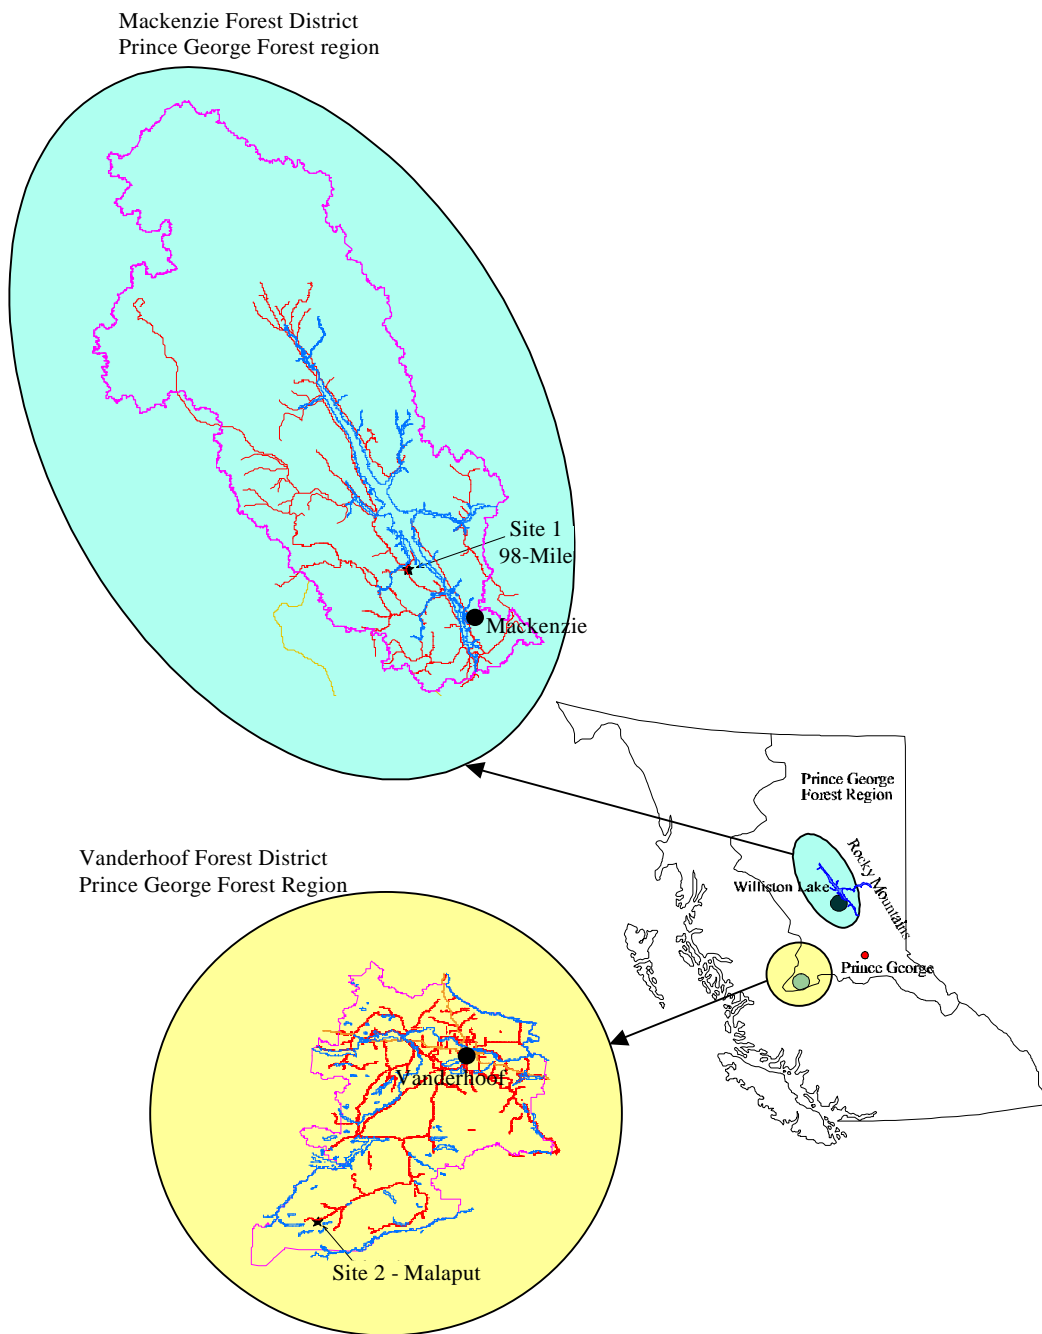 Mackenzie Forest District
Prince George Forest region
Site 1
98-Mile
Mackenzie
Prince George
Forest Region
Rocky Mountains
Williston Lake
Prince George
Vanderhoof Forest District
Prince George Forest Region
Vanderhoof
Site 2 - Malaput